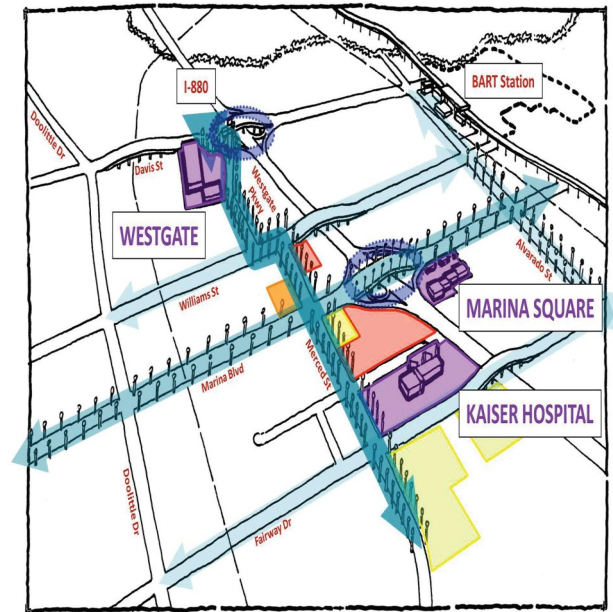 I-880
BART Station
Doolittle Dr
Davis St
Westgate
Pkwy
WESTGATE
Williams St
Alvarado St
MARINA SQUARE
Marina Blvd
Merced St
KAISER HOSPITAL
Doolittle Dr
Fairway Dr